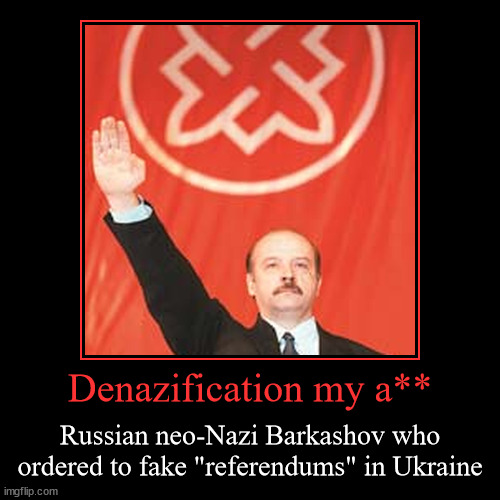 Denazification my a**
Russian neo-Nazi Barkashov who
ordered to fake "referendums" in Ukraine
imgflip.com